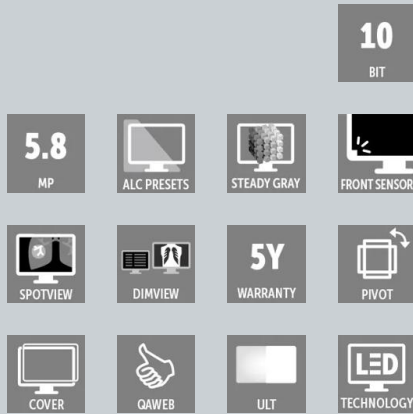 10
BIT
5.8
MP
ALC PRESETS
STEADY GRAY
FRONT SENSOR
SPOTVIEW
DIMVIEW
5Y
WARRANTY
PIVOT
COVER
QAWEB
ULT
LED
TECHNOLOGY